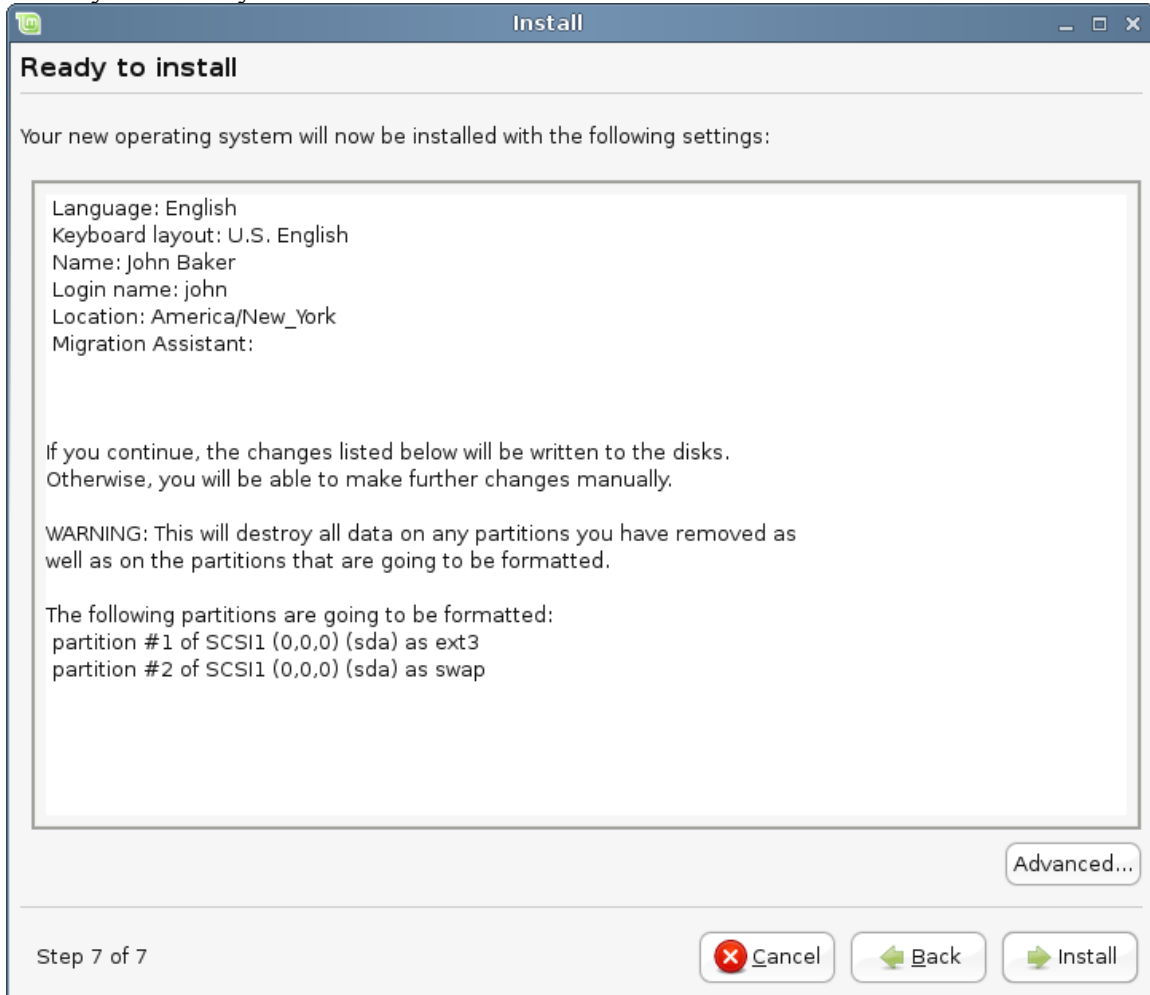 Install
Ready to install
Your new operating system will now be installed with the following settings:
Language: English
Keyboard layout: U.S. English
Name: John Baker
Login name: john
Location: America/New_York
Migration Assistant:
If you continue, the changes listed below will be written to the disks.
Otherwise, you will be able to make further changes manually.
WARNING: This will destroy all data on any partitions you have removed as
well as on the partitions that are going to be formatted.
The following partitions are going to be formatted:
partition #1 of SCSI1 (0,0,0) (sda) as ext3
partition #2 of SCSI1 (0,0,0) (sda) as swap
Advanced...
Step 7 of 7
Cancel
Back
Install